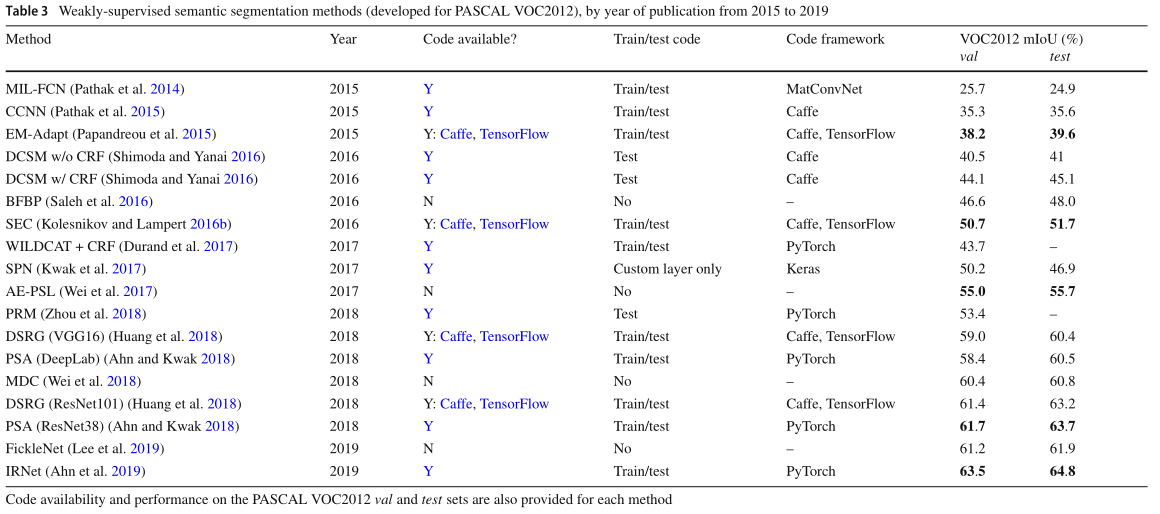 Table 3 Weakly-supervised semantic segmentation methods (developed for PASCAL VOC2012), by year of publication from 2015 to 2019
Method Year Code available? Train/test code Code framework VOC2012 mIoU (%)
val test
MIL-FCN (Pathak et al. 2014) 2015 Y Train/test MatConvNet 25.7 24.9
CCNN (Pathak et al. 2015) 2015 Y Train/test Caffe 35.3 35.6
EM-Adapt (Papandreou et al. 2015) 2015 Y: Caffe, TensorFlow Train/test Caffe, TensorFlow 38.2 39.6
DCSM w/o CRF (Shimoda and Yanai 2016) 2016 Y Test Caffe 40.5 41
DCSM w/ CRF (Shimoda and Yanai 2016) 2016 Y Test Caffe 44.1 45.1
BFBP (Saleh et al. 2016) 2016 N No – 46.6 48.0
SEC (Kolesnikov and Lampert 2016b) 2016 Y: Caffe, TensorFlow Train/test Caffe, TensorFlow 50.7 51.7
WILDCAT + CRF (Durand et al. 2017) 2017 Y Train/test PyTorch 43.7 –
SPN (Kwak et al. 2017) 2017 Y Custom layer only Keras 50.2 46.9
AE-PSL (Wei et al. 2017) 2017 N No – 55.0 55.7
PRM (Zhou et al. 2018) 2018 Y Test PyTorch 53.4 –
DSRG (VGG16) (Huang et al. 2018) 2018 Y: Caffe, TensorFlow Train/test Caffe, TensorFlow 59.0 60.4
PSA (DeepLab) (Ahn and Kwak 2018) 2018 Y Train/test PyTorch 58.4 60.5
MDC (Wei et al. 2018) 2018 N No – 60.4 60.8
DSRG (ResNet101) (Huang et al. 2018) 2018 Y: Caffe, TensorFlow Train/test Caffe, TensorFlow 61.4 63.2
PSA (ResNet38) (Ahn and Kwak 2018) 2018 Y Train/test PyTorch 61.7 63.7
FickleNet (Lee et al. 2019) 2019 N No – 61.2 61.9
IRNet (Ahn et al. 2019) 2019 Y Train/test PyTorch 63.5 64.8
Code availability and performance on the PASCAL VOC2012 val and test sets are also provided for each method